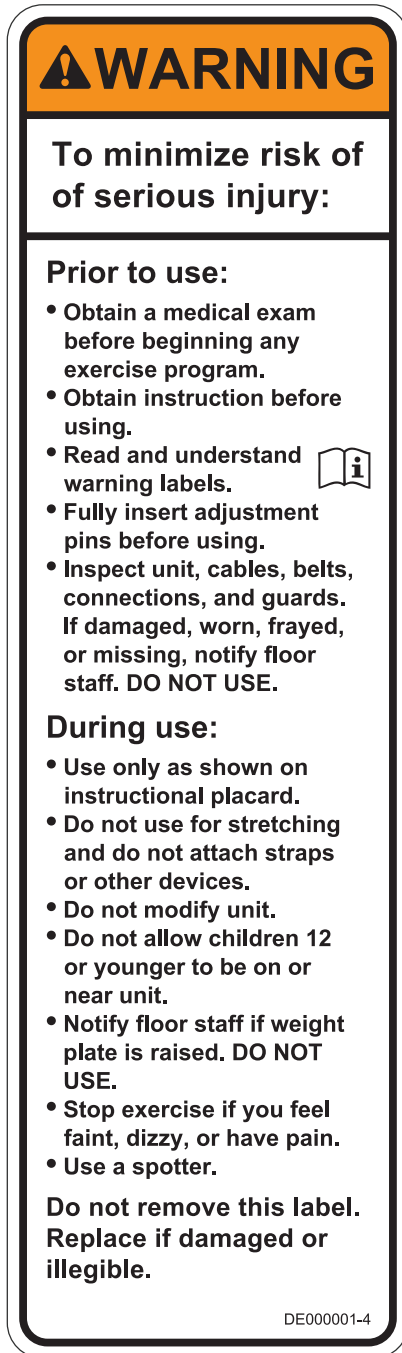 WARNING
To minimize risk of
of serious injury:
Prior to use:
• Obtain a medical exam
before beginning any
exercise program.
• Obtain instruction before
using.
• Read and understand
warning labels.
• Fully insert adjustment
pins before using.
• Inspect unit, cables, belts,
connections, and guards.
If damaged, worn, frayed,
or missing, notify floor
staff. DO NOT USE.
During use:
• Use only as shown on
instructional placard.
• Do not use for stretching
and do not attach straps
or other devices.
• Do not modify unit.
• Do not allow children 12
or younger to be on or
near unit.
• Notify floor staff if weight
plate is raised. DO NOT
USE.
• Stop exercise if you feel
faint, dizzy, or have pain.
• Use a spotter.
Do not remove this label.
Replace if damaged or
illegible.
DE000001-4